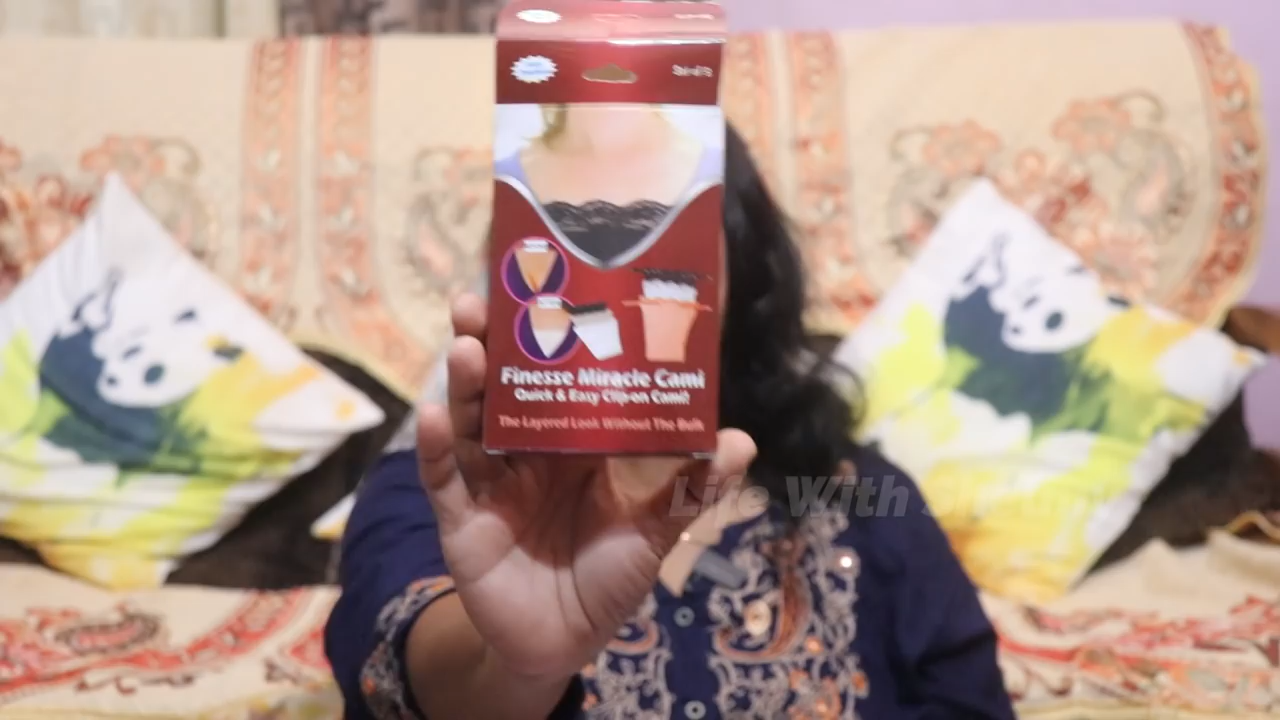 Finesse Miracle Cami
Quick & Easy Clip-on Cami!
The Layered Look Without The Bulk
Life With